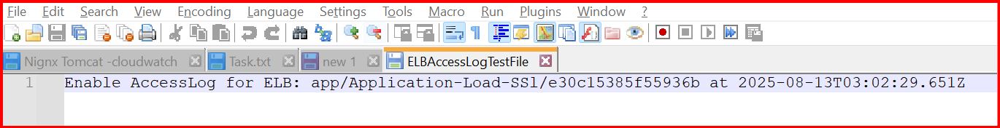 File Edit Search View Encoding Language Settings Tools Macro Run Plugins Window ?
Nignx Tomcat -cloudwatch Task.txt new 1 ELBAccessLogTestFile
1 Enable AccessLog for ELB: app/Application-Load-SSl/e30c15385f55936b at 2025-08-13T03:02:29.651Z